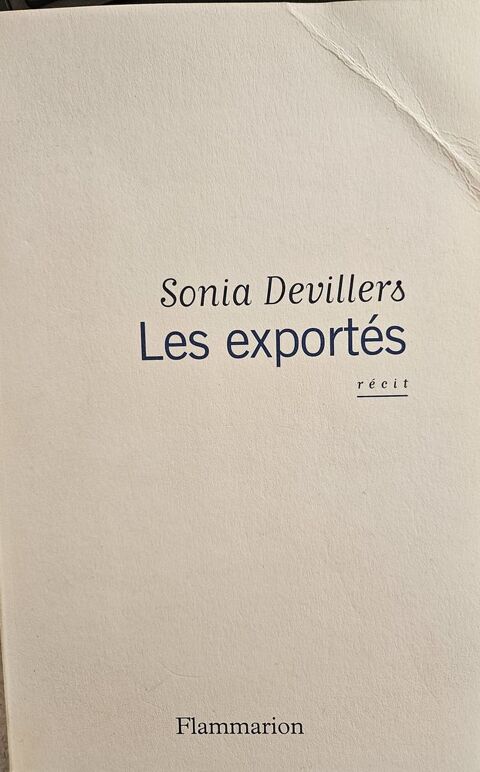 Sonia Devillers
Les exportés
récit
Flammarion